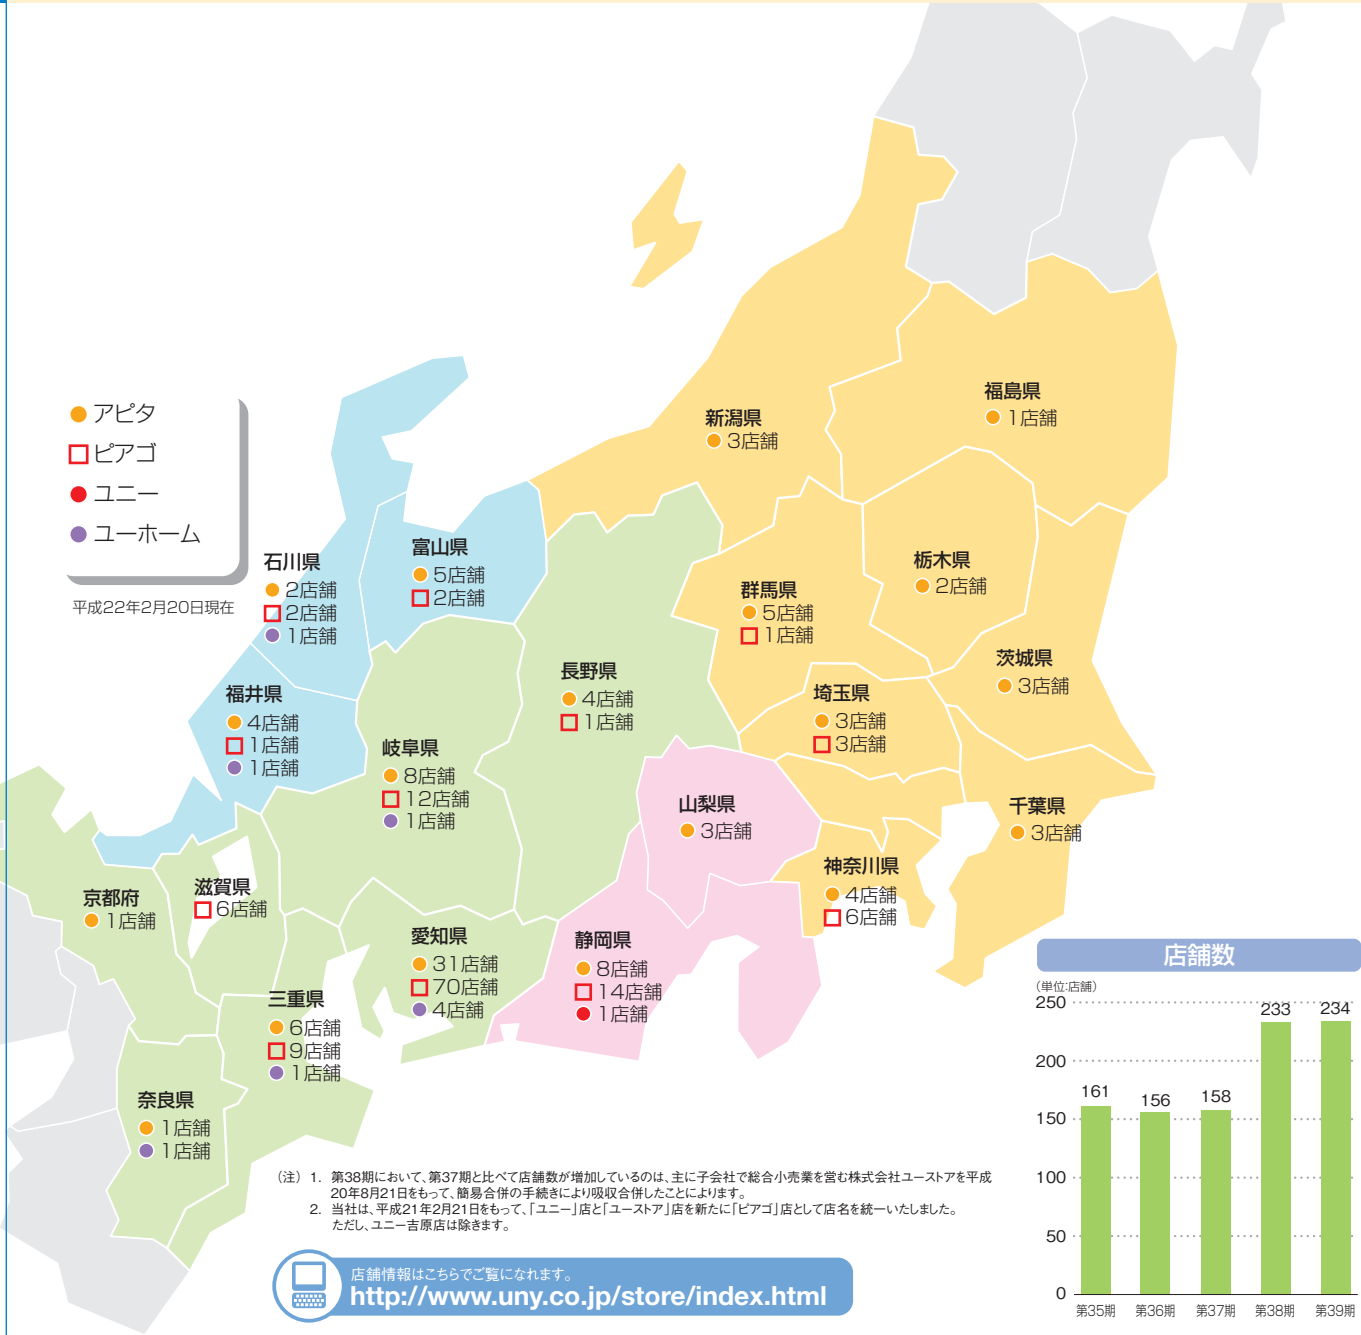 アピタ
ピアゴ
ユニー
ユーホーム
平成22年2月20日現在
福島県
1店舗
新潟県
3店舗
石川県
2店舗
2店舗
1店舗
富山県
5店舗
2店舗
栃木県
2店舗
群馬県
5店舗
1店舗
茨城県
3店舗
長野県
4店舗
1店舗
埼玉県
3店舗
3店舗
福井県
4店舗
1店舗
1店舗
岐阜県
8店舗
12店舗
1店舗
山梨県
3店舗
千葉県
3店舗
神奈川県
4店舗
6店舗
京都府
1店舗
滋賀県
6店舗
愛知県
31店舗
70店舗
4店舗
静岡県
8店舗
14店舗
1店舗
三重県
6店舗
9店舗
1店舗
奈良県
1店舗
1店舗
店舗数
(単位:店舗)
250
200
150
100
50
0
161
156
158
233
234
第35期
第36期
第37期
第38期
第39期
(注) 1. 第38期において、第37期と比べて店舗数が増加しているのは、主に子会社で総合小売業を営む株式会社ユーストアを平成
20年8月21日をもって、簡易合併の手続きにより吸収合併したことによります。
2. 当社は、平成21年2月21日をもって、「ユニー」店と「ユーストア」店を新たに「ピアゴ」店として店名を統一いたしました。
ただし、ユニー吉原店は除きます。
店舗情報はこちらでご覧になれます。
http://www.uny.co.jp/store/index.html